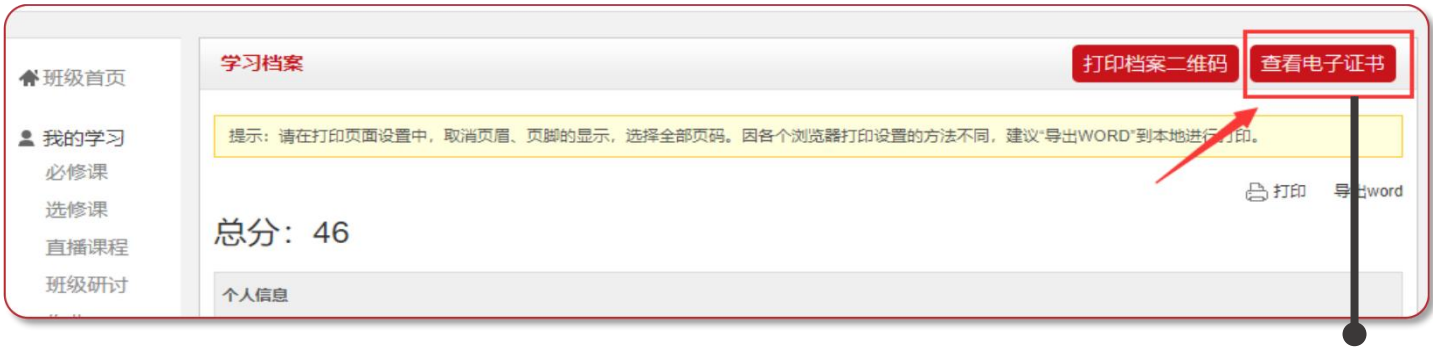 班级首页
我的学习
必修课
选修课
直播课程
班级研讨
学习档案
打印档案二维码
查看电子证书
提示：请在打印页面设置中，取消页眉、页脚的显示，选择全部页码。因各个浏览器打印设置的方法不同，建议“导出WORD”到本地进行打印。
打印
导出word
总分：46
个人信息